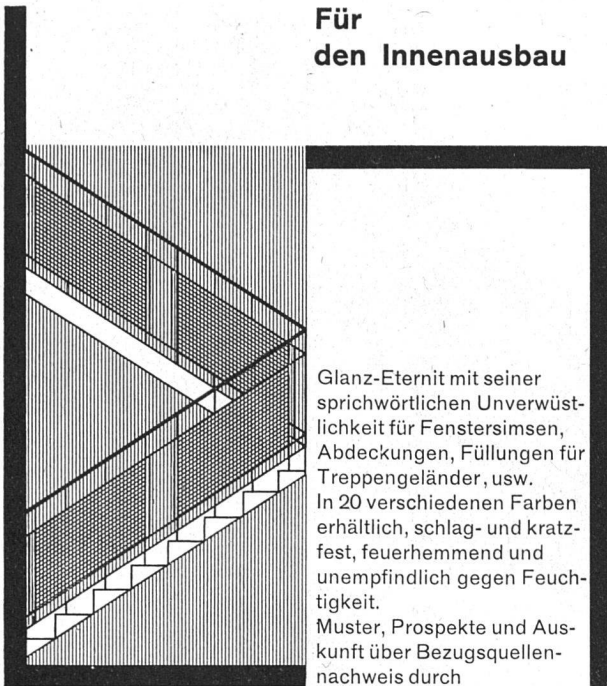 Für
den Innenausbau
Glanz-Eternit mit seiner
sprichwörtlichen Unverwüst-
lichkeit für Fenstersimsen,
Abdeckungen, Füllungen für
Treppengeländer, usw.
In 20 verschiedenen Farben
erhältlich, schlag- und kratz-
fest, feuerhemmend und
unempfindlich gegen Feuch-
tigkeit.
Muster, Prospekte und Aus-
kunft über Bezugsquellen-
nachweis durch